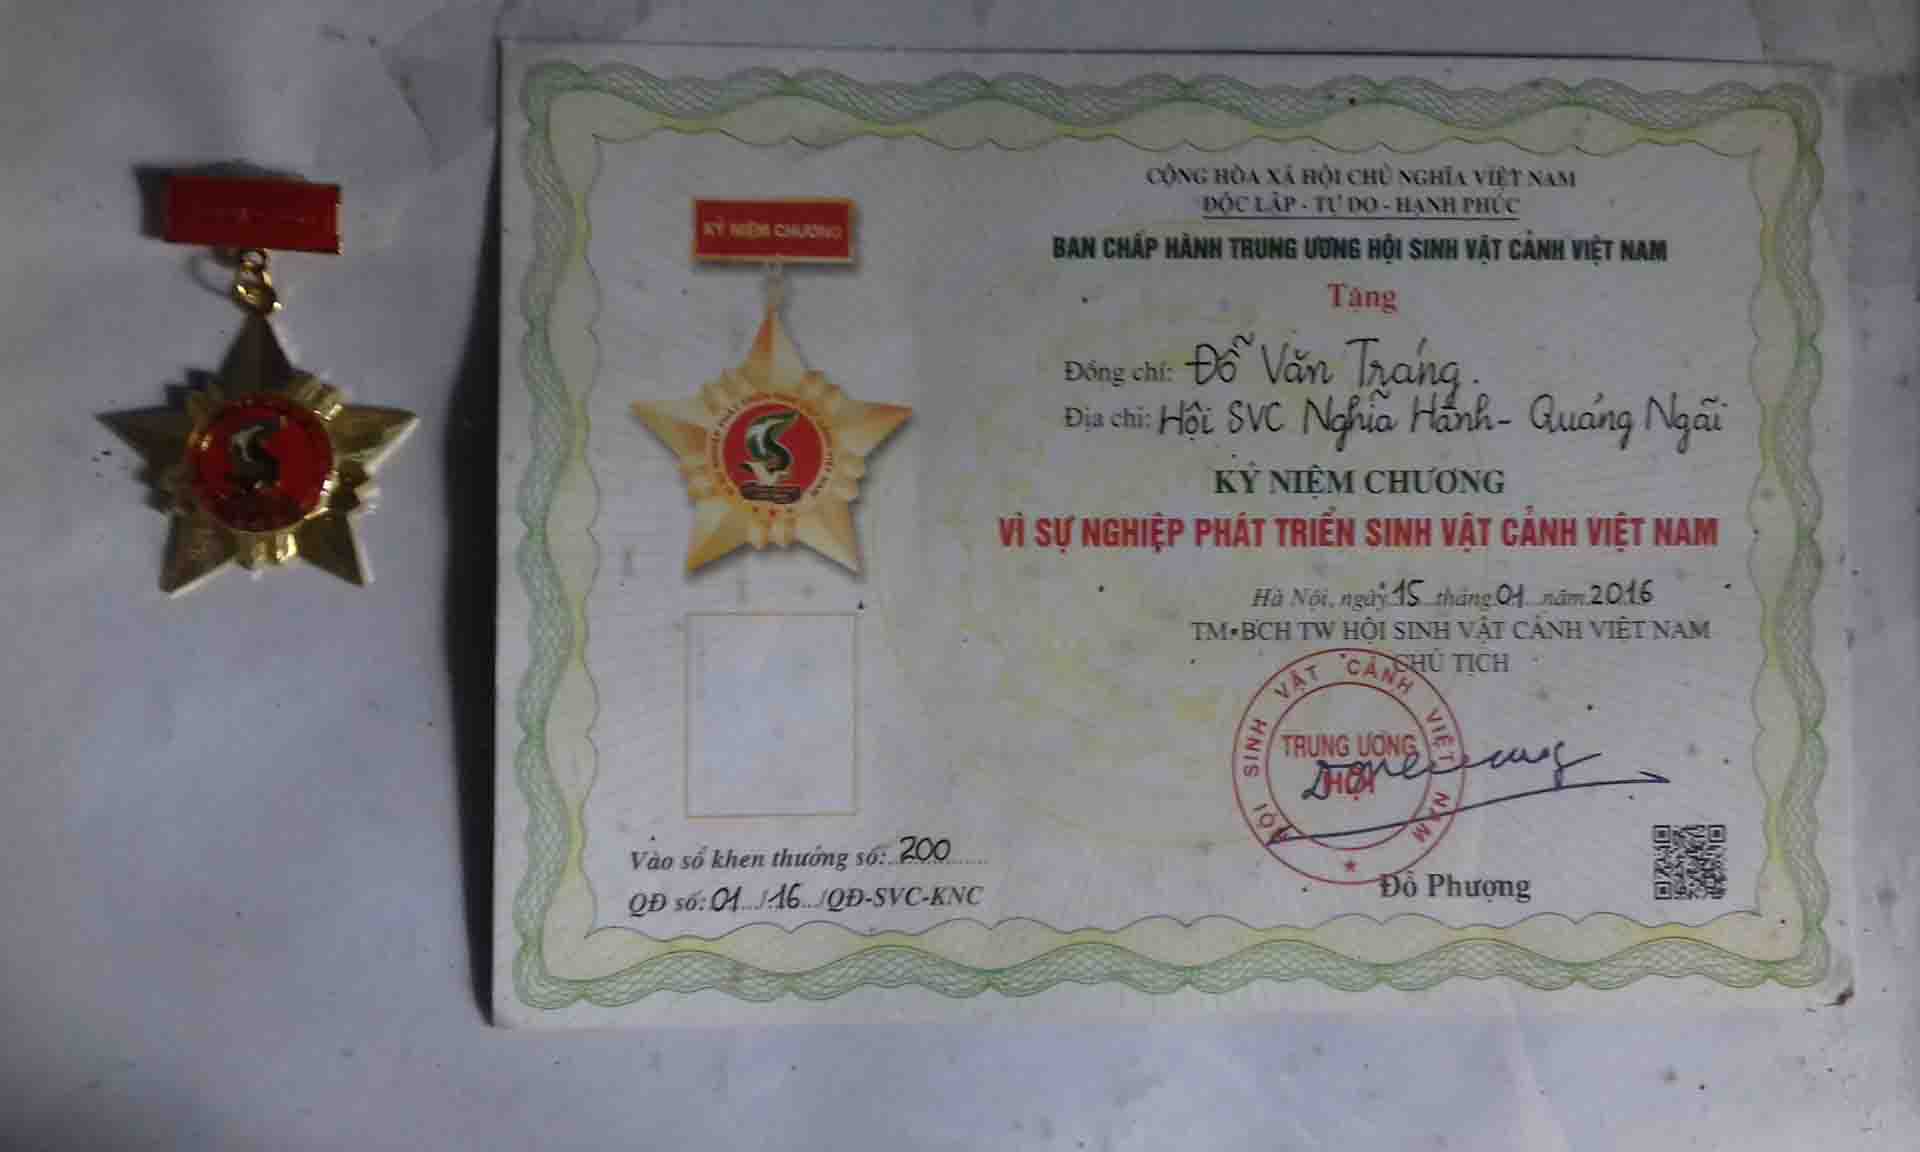 KỶ NIỆM CHƯƠNG
CỘNG HÒA XÃ HỘI CHỦ NGHĨA VIỆT NAM
ĐỘC LẬP - TỰ DO - HẠNH PHÚC
BAN CHẤP HÀNH TRUNG ƯƠNG HỘI SINH VẬT CẢNH VIỆT NAM
Tặng
Đồng chí: Đỗ Văn Tráng.
Địa chỉ: Hội SVC Nghĩa Hành - Quảng Ngãi
KỶ NIỆM CHƯƠNG
VÌ SỰ NGHIỆP PHÁT TRIỂN SINH VẬT CẢNH VIỆT NAM
Hà Nội, ngày 15 tháng 01 năm 2016
TM•BCH TW HỘI SINH VẬT CẢNH VIỆT NAM
CHỦ TỊCH
HỘI SINH VẬT CẢNH VIỆT NAM
TRUNG ƯƠNG
HỘI
Đỗ Phượng
Vào sổ khen thưởng số: 200
QĐ số: 01 / 16 /QĐ-SVC-KNC